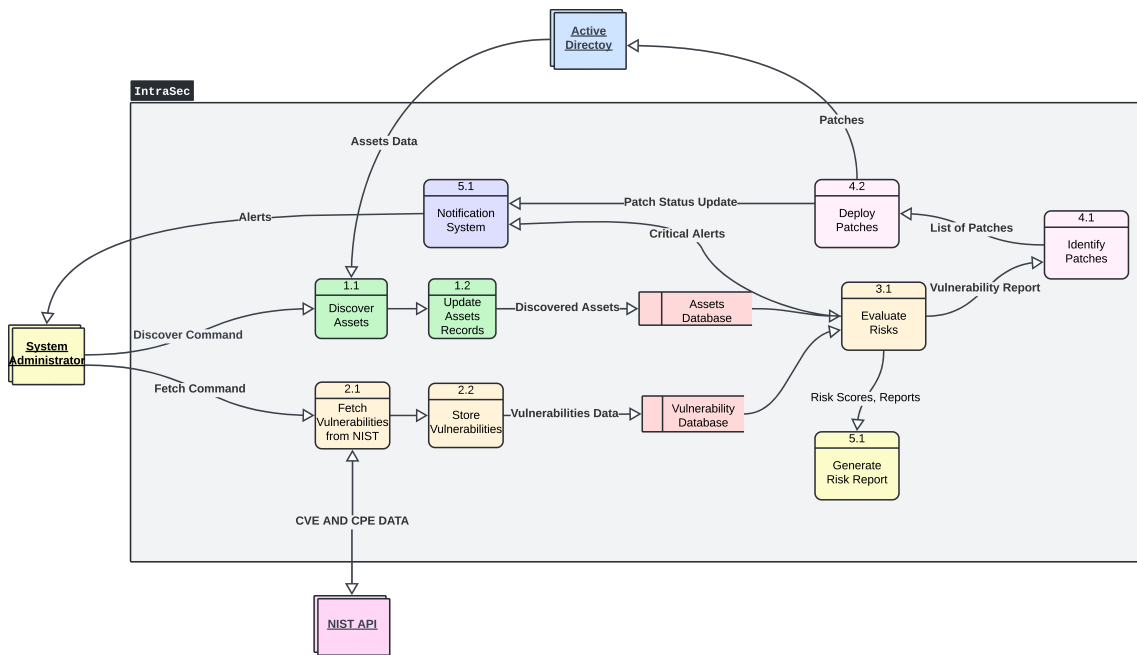 Active
Directoy
IntraSec
Patches
Assets Data
5.1
Notification
System
Patch Status Update
4.2
Deploy
Patches
4.1
Identify
Patches
List of Patches
Alerts
Critical Alerts
1.1
Discover
Assets
1.2
Update
Assets
Records
Discovered Assets
Assets
Database
3.1
Evaluate
Risks
Vulnerability Report
System
Administrator
Discover Command
Fetch Command
2.1
Fetch
Vulnerabilities
from NIST
2.2
Store
Vulnerabilities
Vulnerabilities Data
Vulnerability
Database
Risk Scores, Reports
5.1
Generate
Risk Report
CVE AND CPE DATA
NIST API